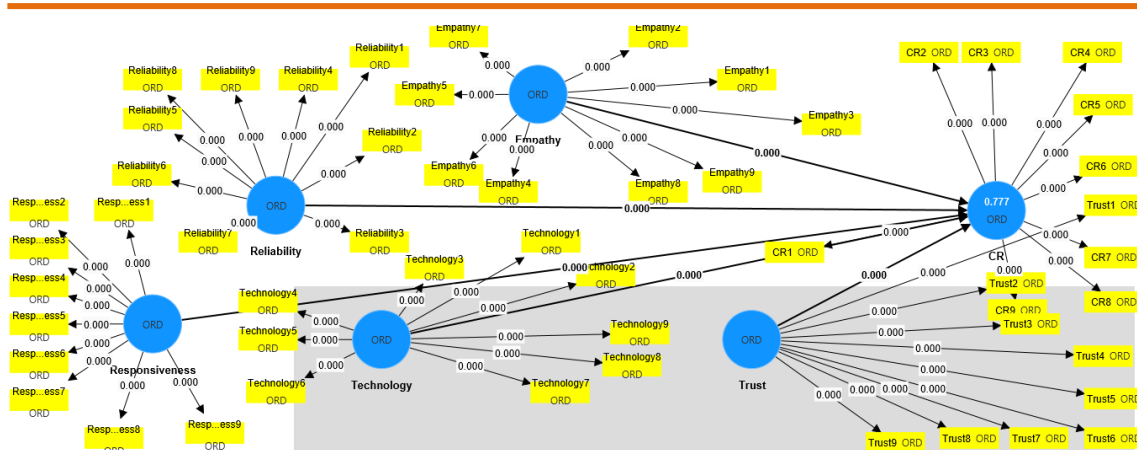 Reliability8
ORD
Reliability9
ORD
Reliability4
ORD
Reliability1
ORD
Reliability5
ORD
Reliability2
ORD
Reliability6
ORD
Reliability7
ORD
Reliability3
ORD
0.000
0.000
0.000
0.000
0.000
0.000
0.000
0.000
0.000
ORD
Reliability
Empathy7
ORD
Empathy2
ORD
Empathy5
ORD
Empathy1
ORD
Empathy3
ORD
Empathy6
ORD
Empathy4
ORD
Empathy8
ORD
Empathy9
ORD
0.000
0.000
0.000
0.000
0.000
0.000
0.000
0.000
0.000
ORD
Empathy
CR2 ORD
CR3 ORD
CR4 ORD
CR5 ORD
CR6 ORD
CR7 ORD
CR8 ORD
CR9 ORD
CR1 ORD
0.000
0.000
0.000
0.000
0.000
0.000
0.000
0.000
0.000
0.777
ORD
CR
0.000
0.000
0.000
0.000
0.000
Resp...ess2
ORD
Resp...ess1
ORD
Resp...ess3
ORD
Resp...ess4
ORD
Resp...ess5
ORD
Resp...ess6
ORD
Resp...ess7
ORD
Resp...ess8
ORD
Resp...ess9
ORD
0.000
0.000
0.000
0.000
0.000
0.000
0.000
0.000
0.000
ORD
Responsiveness
Technology1
ORD
Technology3
ORD
chnology2
ORD
Technology4
ORD
Technology5
ORD
Technology6
ORD
Technology9
ORD
Technology8
ORD
Technology7
ORD
0.000
0.000
0.000
0.000
0.000
0.000
0.000
0.000
0.000
ORD
Technology
Trust1
ORD
Trust2 ORD
Trust3 ORD
Trust4 ORD
Trust5 ORD
Trust6 ORD
Trust7 ORD
Trust8 ORD
Trust9 ORD
0.000
0.000
0.000
0.000
0.000
0.000
0.000
0.000
0.000
ORD
Trust